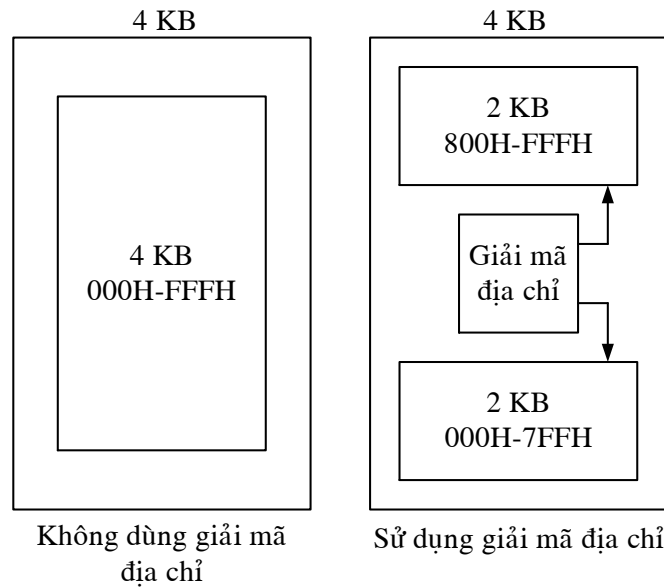 4 KB
4 KB
000H-FFFH
Không dùng giải mã
địa chỉ
4 KB
2 KB
800H-FFFH
Giải mã
địa chỉ
2 KB
000H-7FFH
Sử dụng giải mã địa chỉ